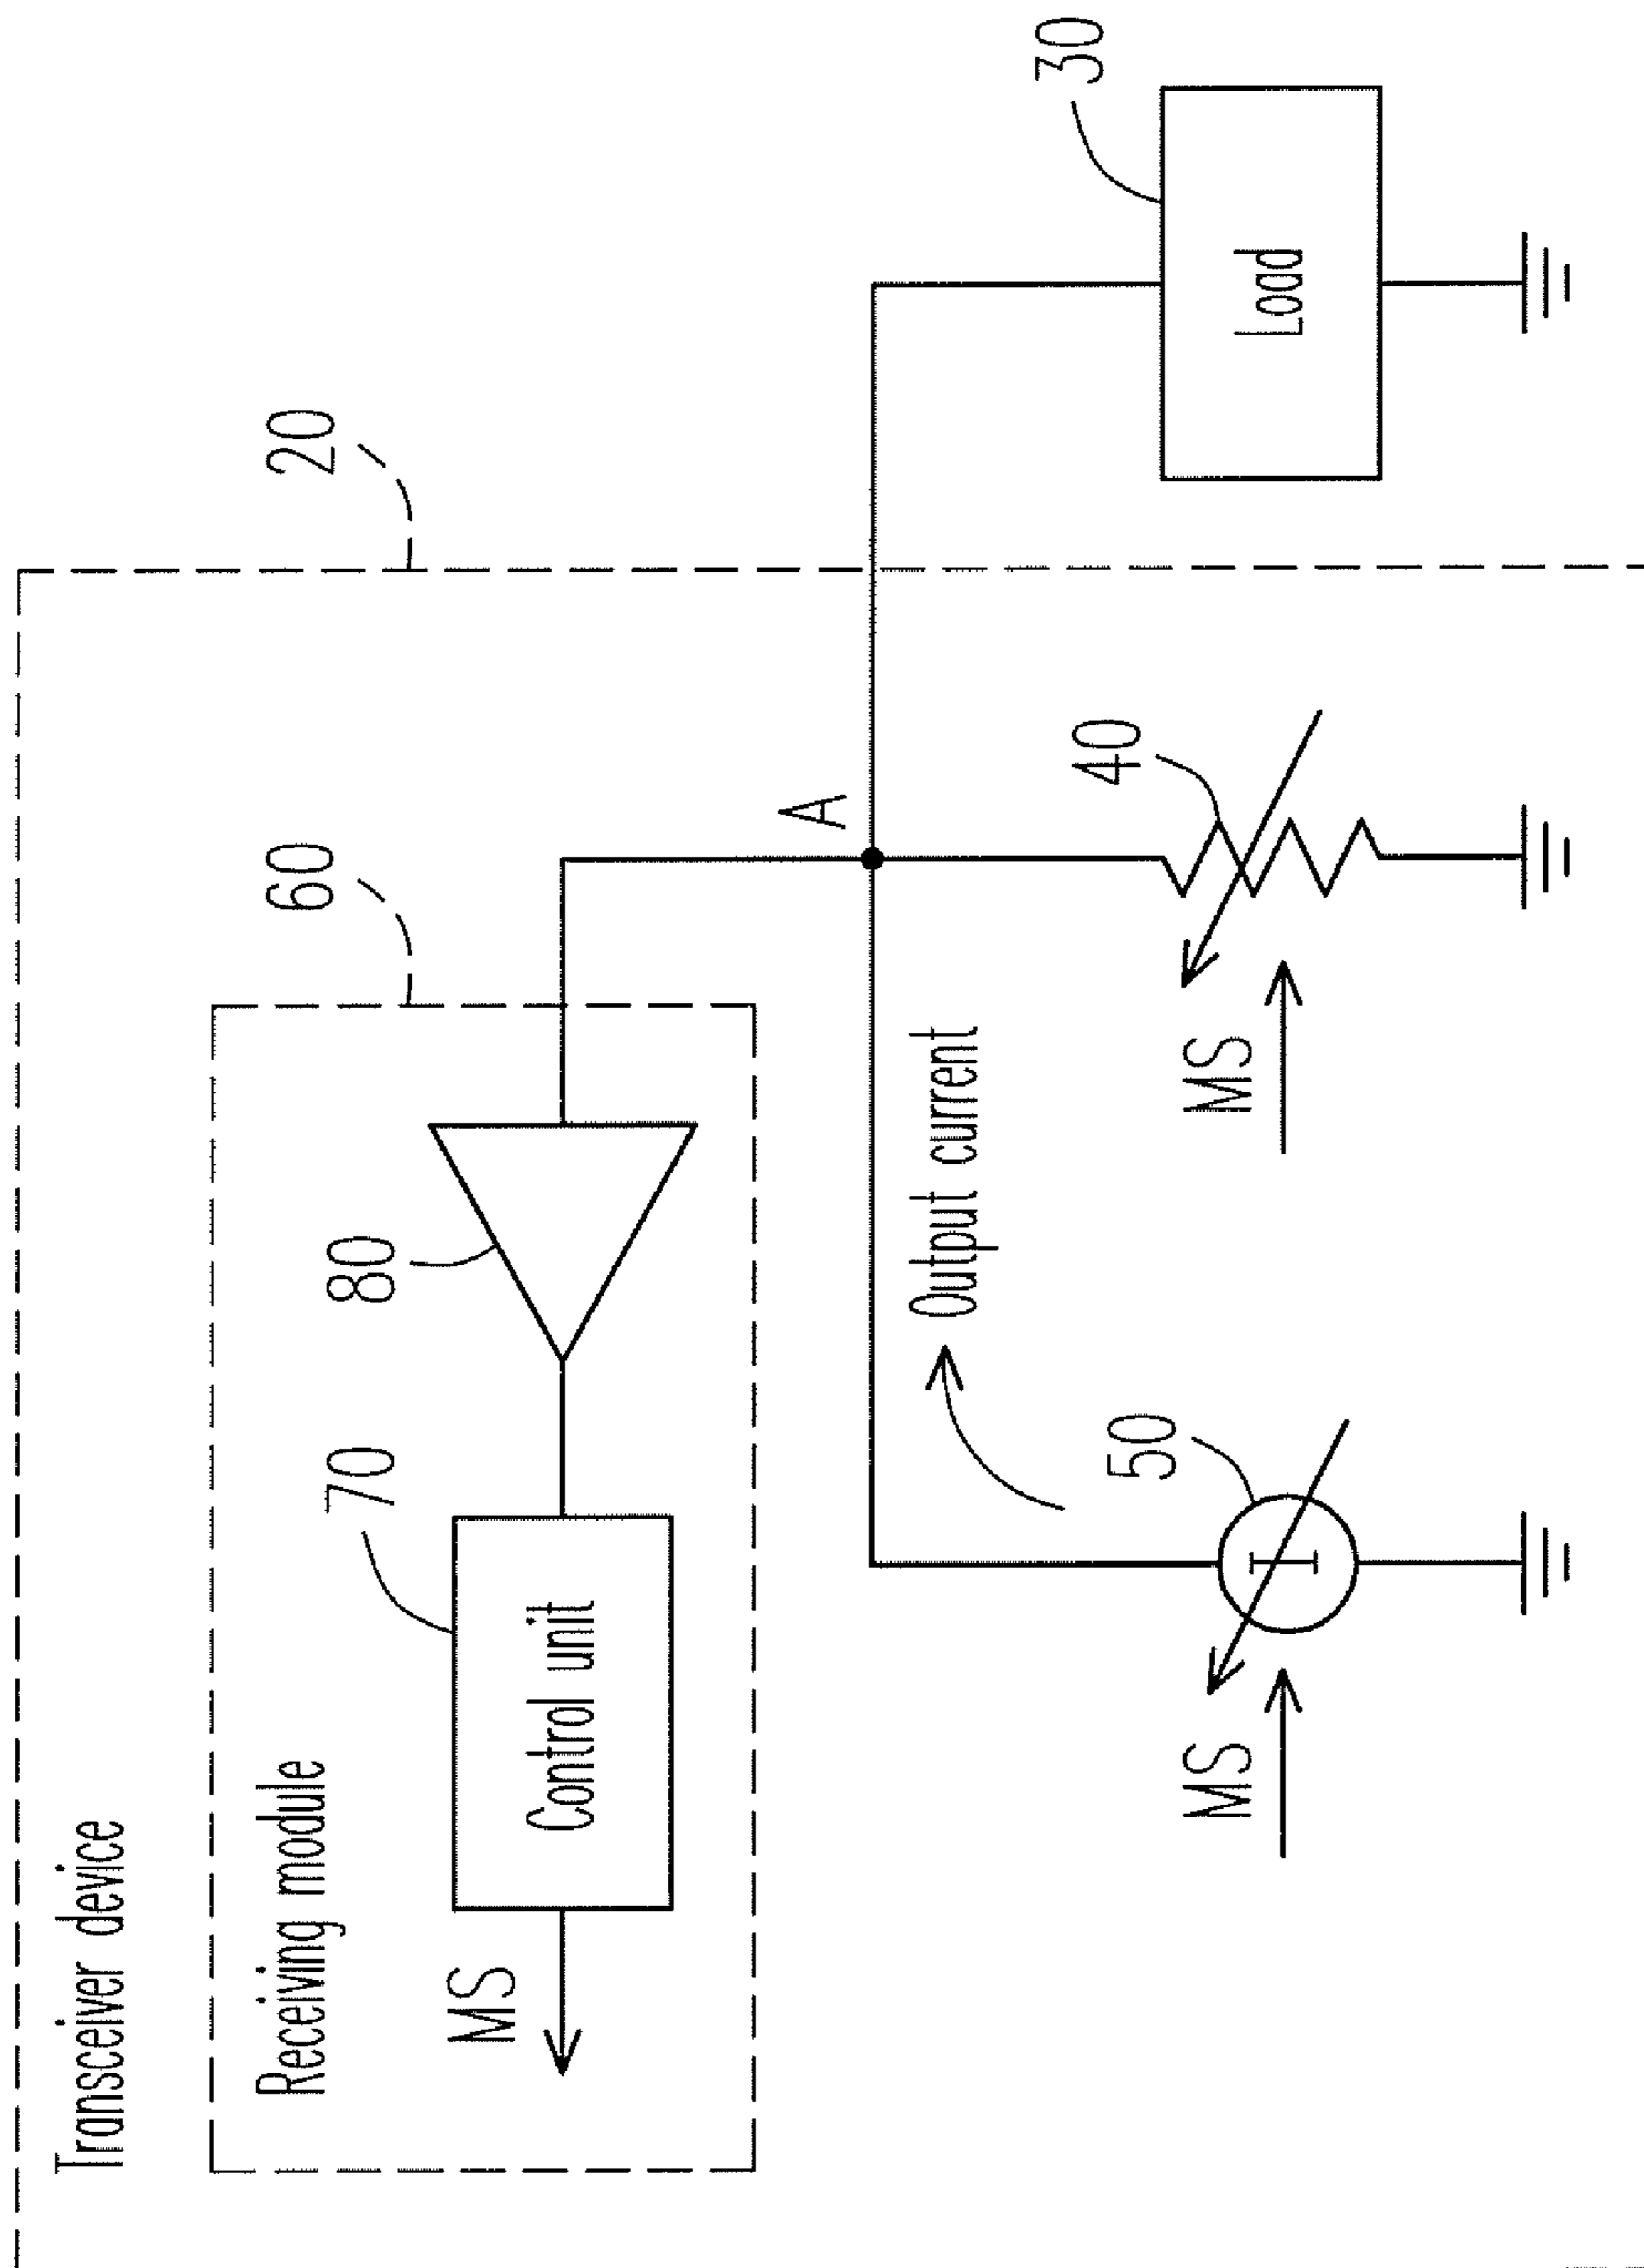 Transceiver device
20
Receiving module
60
70
80
MS
Control unit
A
Output current
30
50
40
MS
MS
Load
I